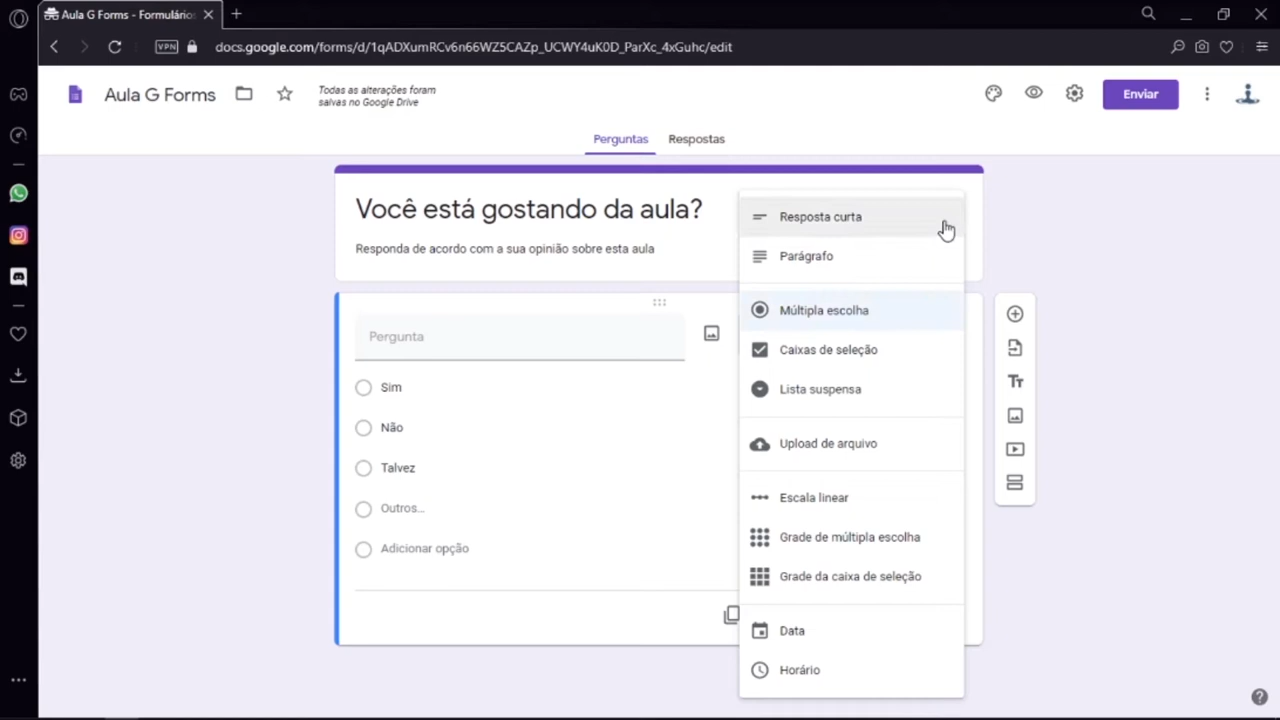 Aula G Forms - Formulários
VPN
docs.google.com/forms/d/1qADXumRCv6n66WZ5CAZp_UCWY4uK0D_ParXc_4xGuhc/edit
Aula G Forms
Todas as alterações foram
salvas no Google Drive
Enviar
Perguntas
Respostas
Você está gostando da aula?
Responda de acordo com a sua opinião sobre esta aula
Pergunta
Sim
Não
Talvez
Outros...
Adicionar opção
Resposta curta
Parágrafo
Múltipla escolha
Caixas de seleção
Lista suspensa
Upload de arquivo
Escala linear
Grade de múltipla escolha
Grade da caixa de seleção
Data
Horário
Tт